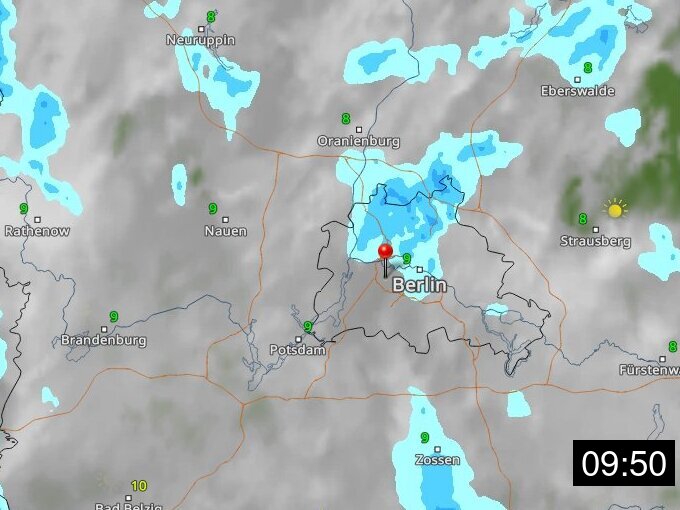 8
Neuruppin
8
Eberswalde
8
Oranienburg
9
Rathenow
9
Nauen
8
Strausberg
9
Berlin
9
Brandenburg
9
Potsdam
8
Fürstenwa
9
Zossen
09:50
10
Bad Belzig